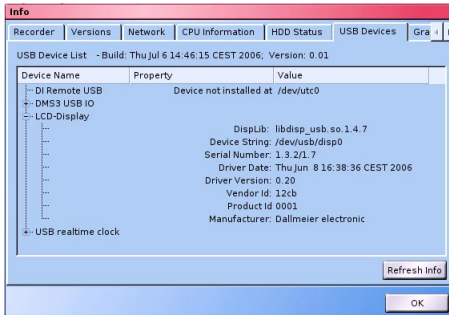 Info
Recorder Versions Network CPU Information HDD Status USB Devices Gra
USB Device List - Build: Thu Jul 6 14:46:15 CEST 2006; Version: 0.01
Device Name Property Value
DI Remote USB Device not installed at /dev/utc0
DMS3 USB IO
LCD-Display
DispLib: libdisp_usb.so.1.4.7
Device String: /dev/usb/disp0
Serial Number: 1.3.2/1.7
Driver Date: Thu Jun 8 16:38:36 CEST 2006
Driver Version: 0.20
Vendor Id: 12cb
Product Id 0001
Manufacturer: Dallmeier electronic
USB realtime clock
Refresh Info
OK